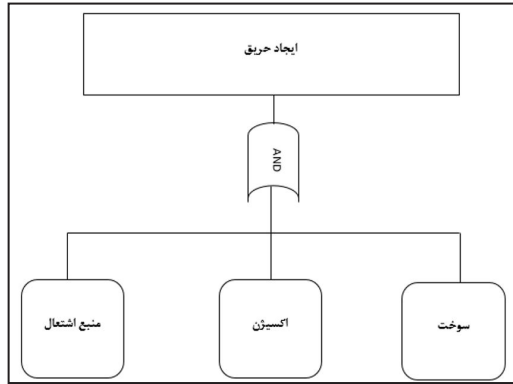 ایجاد حریق
AND
سوخت
اکسیژن
منبع اشتعال